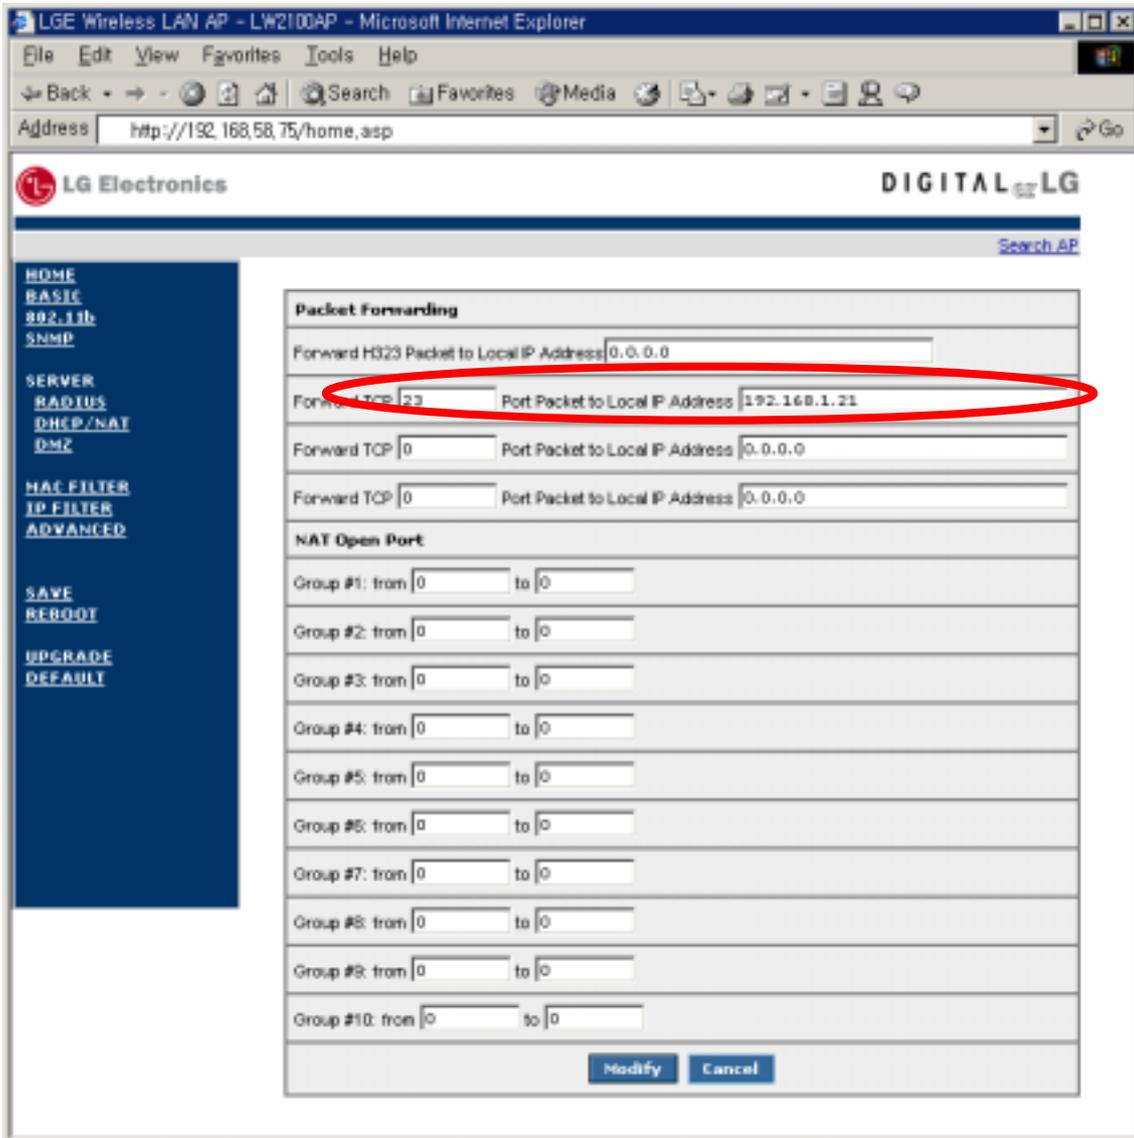 LGE Wireless LAN AP - LW2100AP - Microsoft Internet Explorer
File Edit View Favorites Tools Help
Back Search Favorites Media
Address http://192,168,58,75/home,asp Go
LG Electronics DIGITAL LG
Search AP
HOME
BASIC
802.11b
SNMP
SERVER
RADIUS
DHCP/NAT
DMZ
MAC FILTER
IP FILTER
ADVANCED
SAVE
REBOOT
UPGRADE
DEFAULT
Packet Forwarding
Forward H323 Packet to Local IP Address 0.0.0.0
Forward TCP 23 Port Packet to Local IP Address 192.168.1.21
Forward TCP 0 Port Packet to Local IP Address 0.0.0.0
Forward TCP 0 Port Packet to Local IP Address 0.0.0.0
NAT Open Port
Group #1: from 0 to 0
Group #2: from 0 to 0
Group #3: from 0 to 0
Group #4: from 0 to 0
Group #5: from 0 to 0
Group #6: from 0 to 0
Group #7: from 0 to 0
Group #8: from 0 to 0
Group #9: from 0 to 0
Group #10: from 0 to 0
Modify Cancel